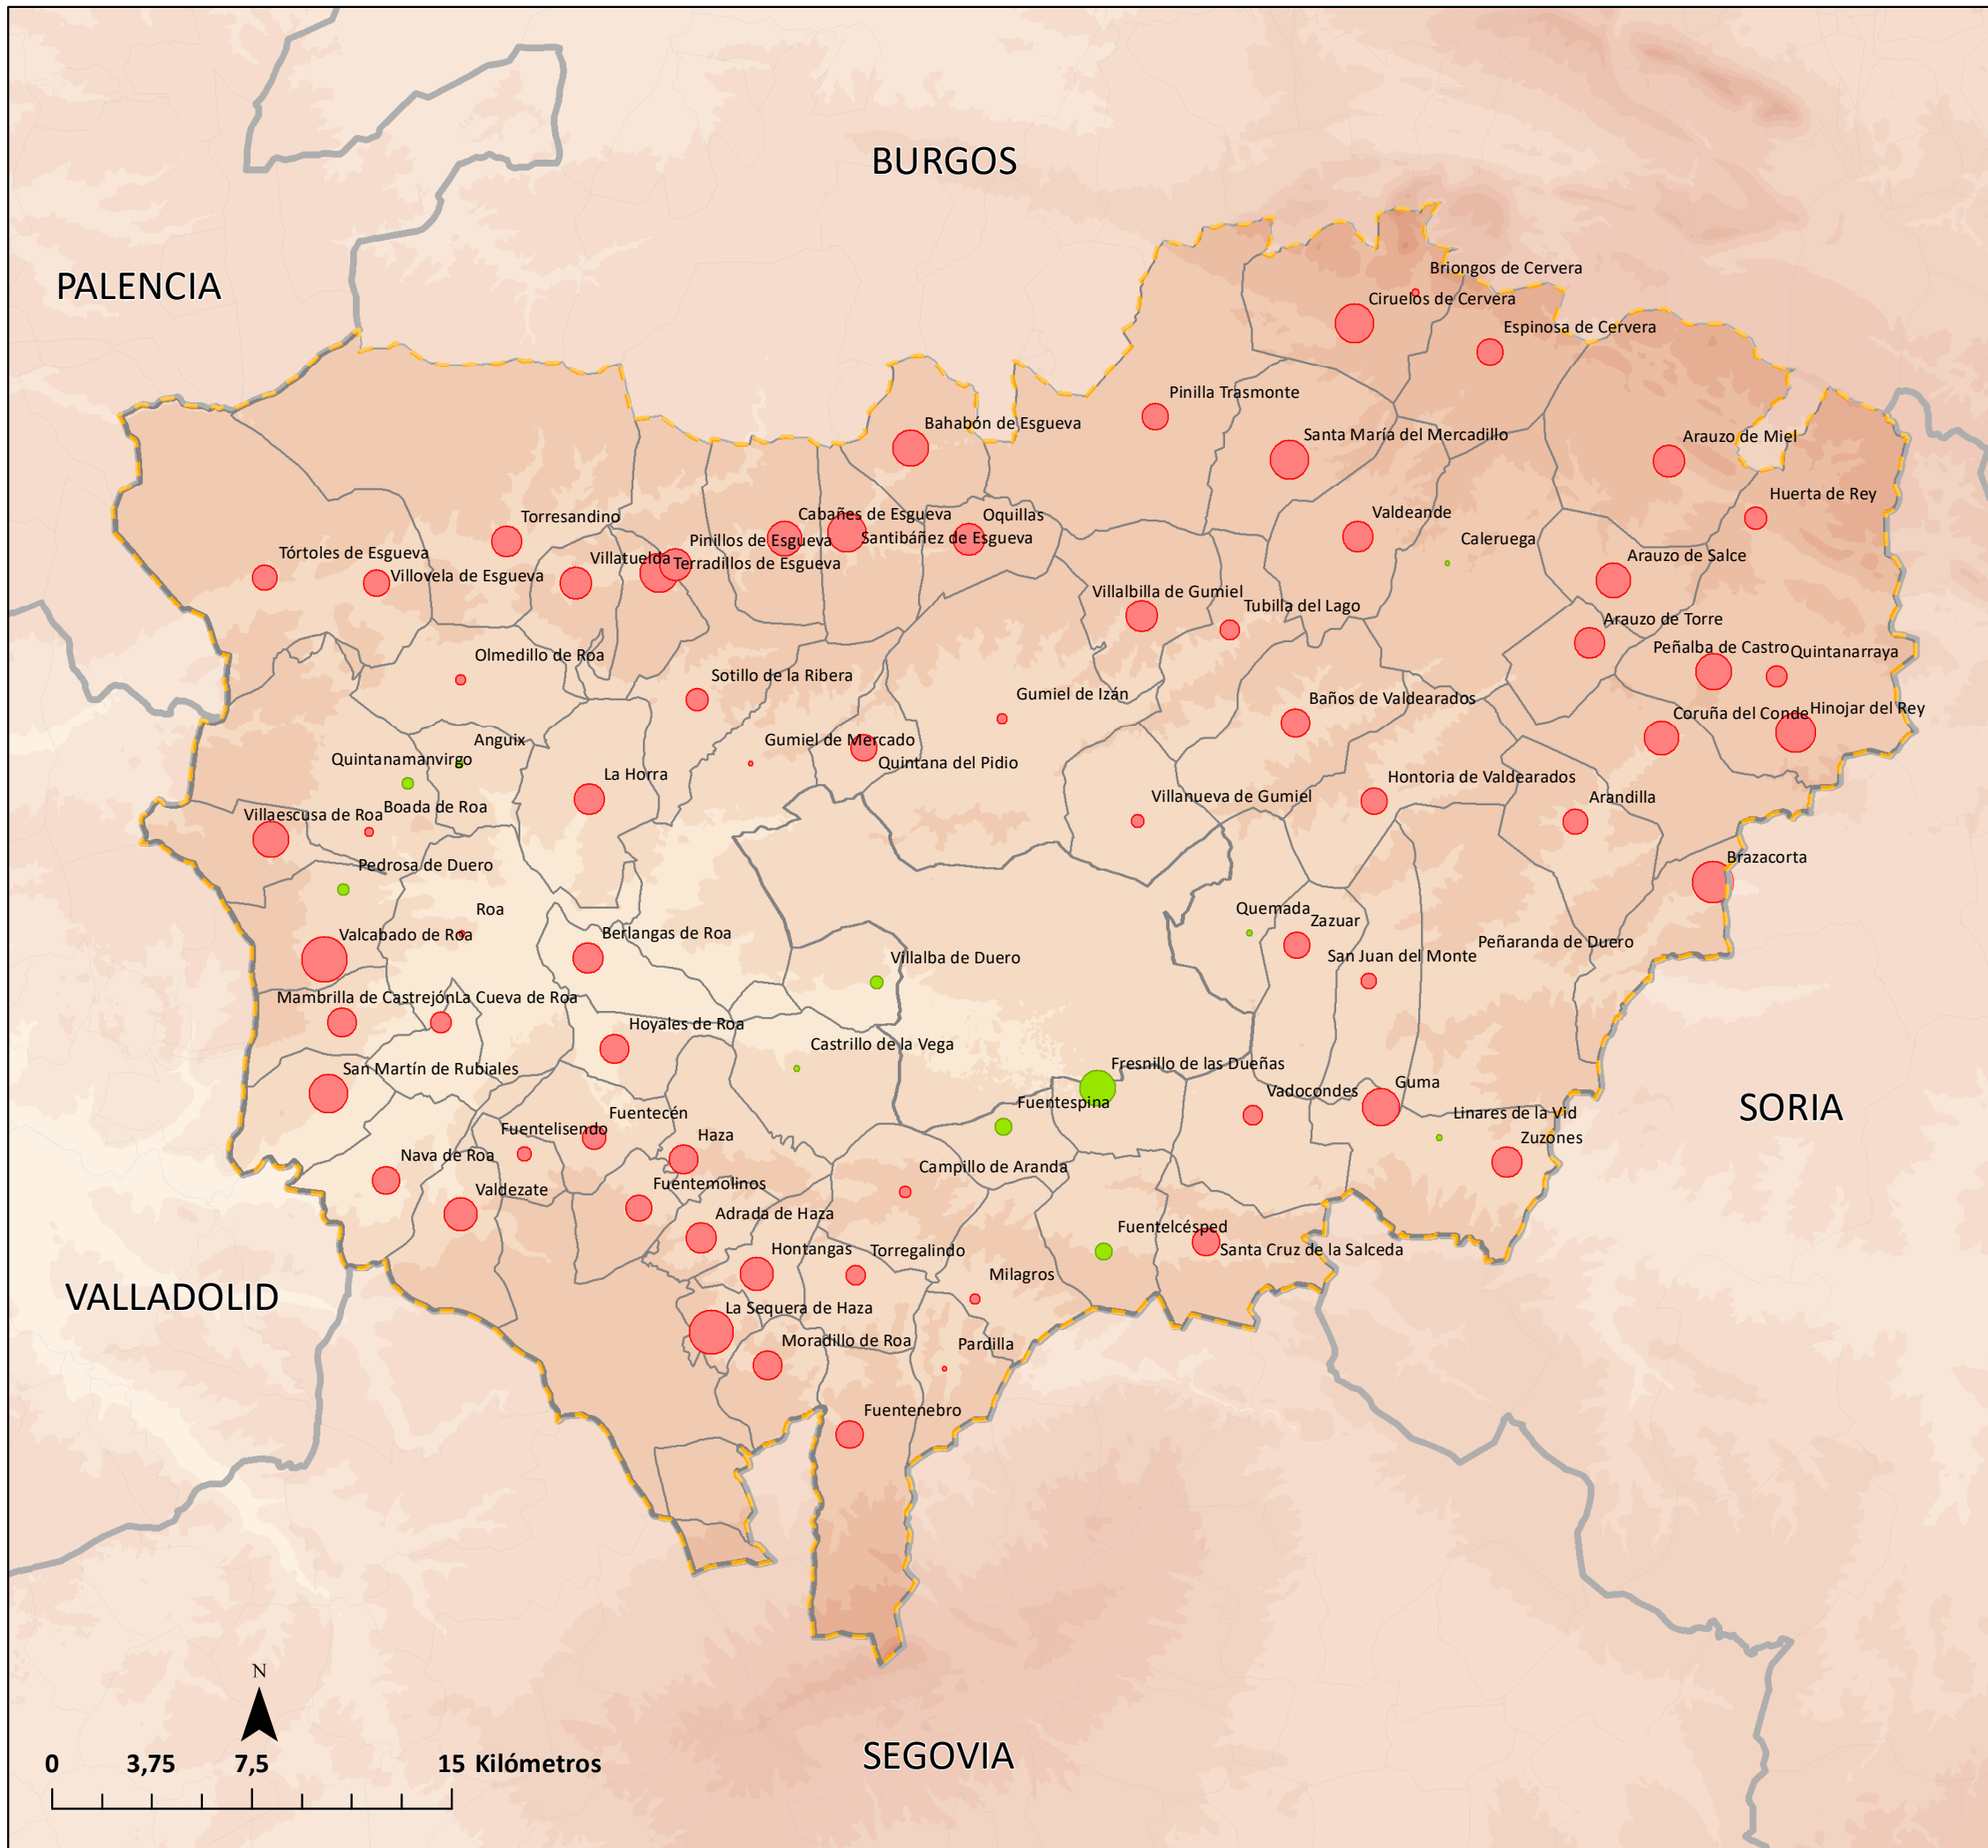 BURGOS
PALENCIA
Briongos de Cervera
Ciruelos de Cervera
Espinosa de Cervera
Pinilla Trasmonte
Bahabón de Esgueva
Santa María del Mercadillo
Arauzo de Miel
Huerta de Rey
Torresandino
Cabañes de Esgueva
Oquillas
Valdeande
Pinillos de Esgueva
Santibáñez de Esgueva
Caleruega
Tórtoles de Esgueva
Villatuelda
Terradillos de Esgueva
Arauzo de Salce
Villovela de Esgueva
Villalbilla de Gumiel
Tubilla del Lago
Arauzo de Torre
Olmedillo de Roa
Peñalba de Castro
Quintanarraya
Sotillo de la Ribera
Gumiel de Izán
Baños de Valdearados
Coruña del Conde
Hinojar del Rey
Anguix
Gumiel de Mercado
Quintanamanvirgo
Quintana del Pidio
La Horra
Hontoria de Valdearados
Villanueva de Gumiel
Arandilla
Boada de Roa
Villaescusa de Roa
Brazacorta
Pedrosa de Duero
Roa
Quemada
Zazuar
Valcabado de Roa
Berlangas de Roa
Peñaranda de Duero
San Juan del Monte
Villalba de Duero
Mambrilla de Castrejón
La Cueva de Roa
Hoyales de Roa
Castrillo de la Vega
San Martín de Rubiales
Fresnillo de las Dueñas
Guma
Vadocondes
Fuentespina
SORIA
Fuentecén
Linares de la Vid
Fuentelisendo
Haza
Zuzones
Nava de Roa
Campillo de Aranda
Fuentemolinos
Valdezate
Adrada de Haza
Fuentelcésped
Hontangas
Torregalindo
Santa Cruz de la Salceda
Milagros
VALLADOLID
La Sequera de Haza
Moradillo de Roa
Pardilla
Fuentenebro
N
SEGOVIA
0 3,75 7,5 15 Kilómetros